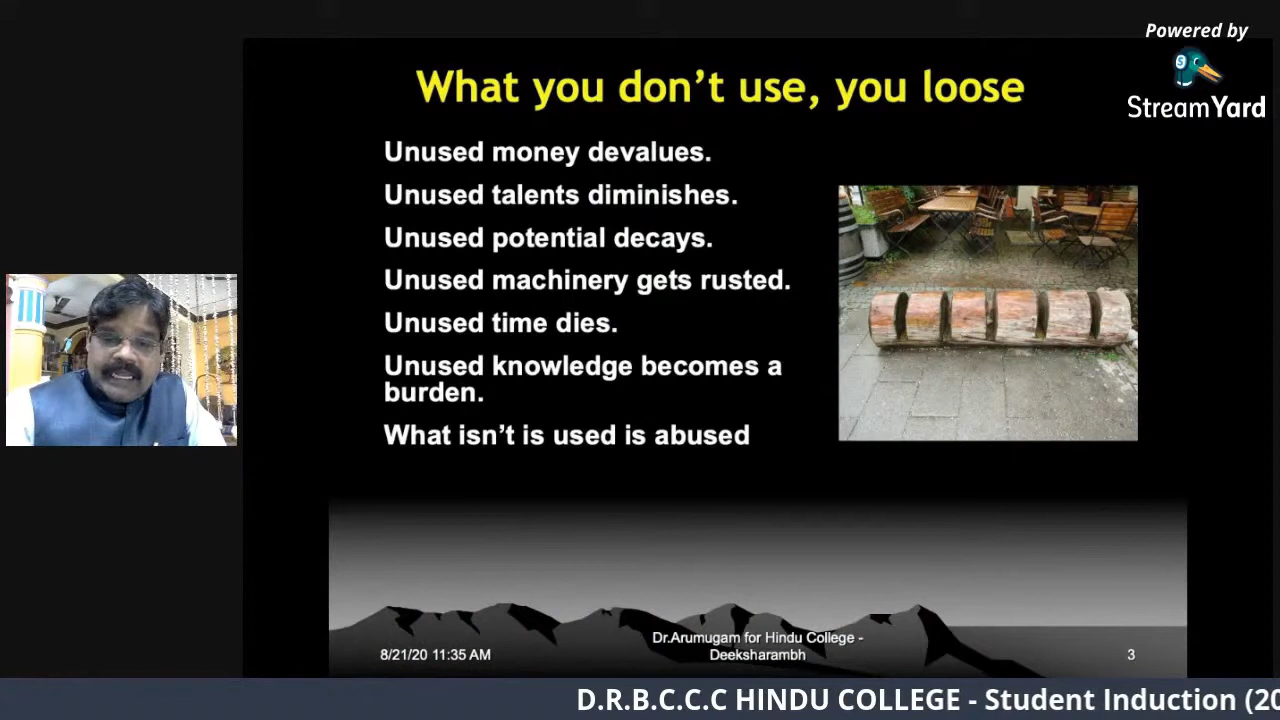 Powered by
StreamYard
What you don’t use, you loose
Unused money devalues.
Unused talents diminishes.
Unused potential decays.
Unused machinery gets rusted.
Unused time dies.
Unused knowledge becomes a
burden.
What isn’t is used is abused
Dr.Arumugam for Hindu College -
Deeksharambh
8/21/20 11:35 AM
3
D.R.B.C.C.C HINDU COLLEGE - Student Induction (20